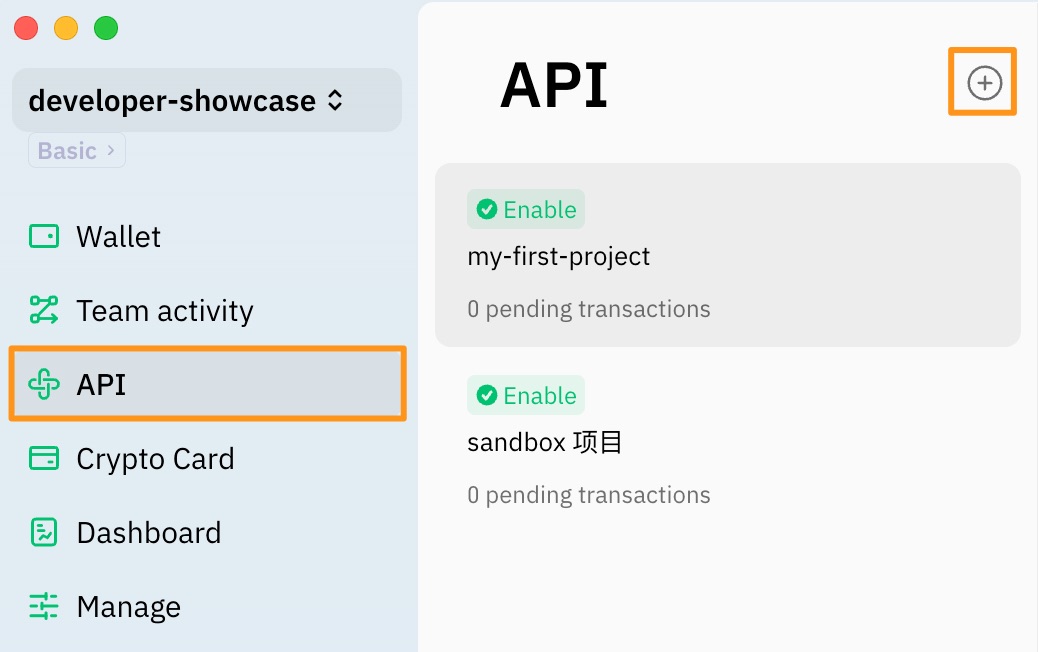 developer-showcase
Basic
Wallet
Team activity
API
Crypto Card
Dashboard
Manage
API
Enable
my-first-project
0 pending transactions
Enable
sandbox 项目
0 pending transactions